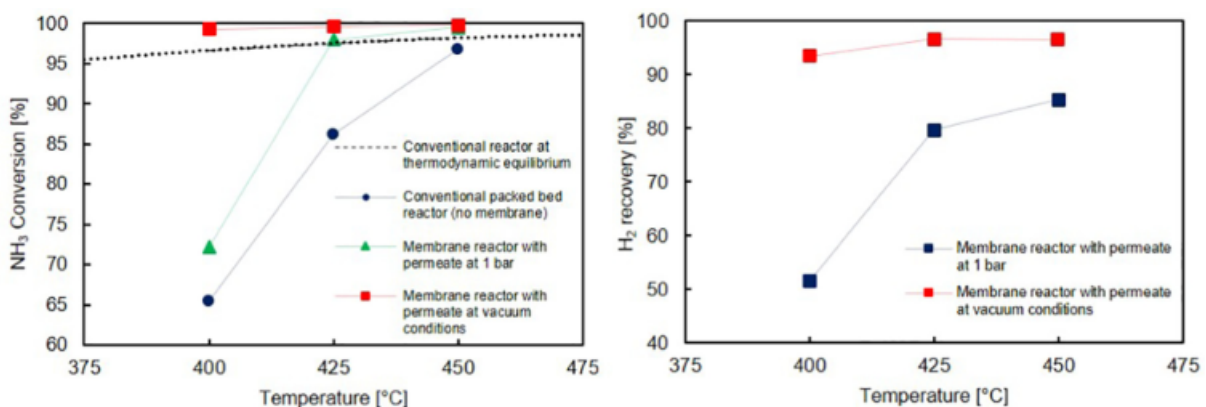 100
95
90
85
80
75
70
65
60
NH₃ Conversion [%]
375 400 425 450 475
Temperature [°C]
Conventional reactor at
thermodynamic equilibrium
Conventional packed bed
reactor (no membrane)
Membrane reactor with
permeate at 1 bar
Membrane reactor with
permeate at vacuum
conditions
100
90
80
70
60
50
40
H₂ recovery [%]
375 400 425 450 475
Temperature [°C]
Membrane reactor with permeate
at 1 bar
Membrane reactor with permeate
at vacuum conditions